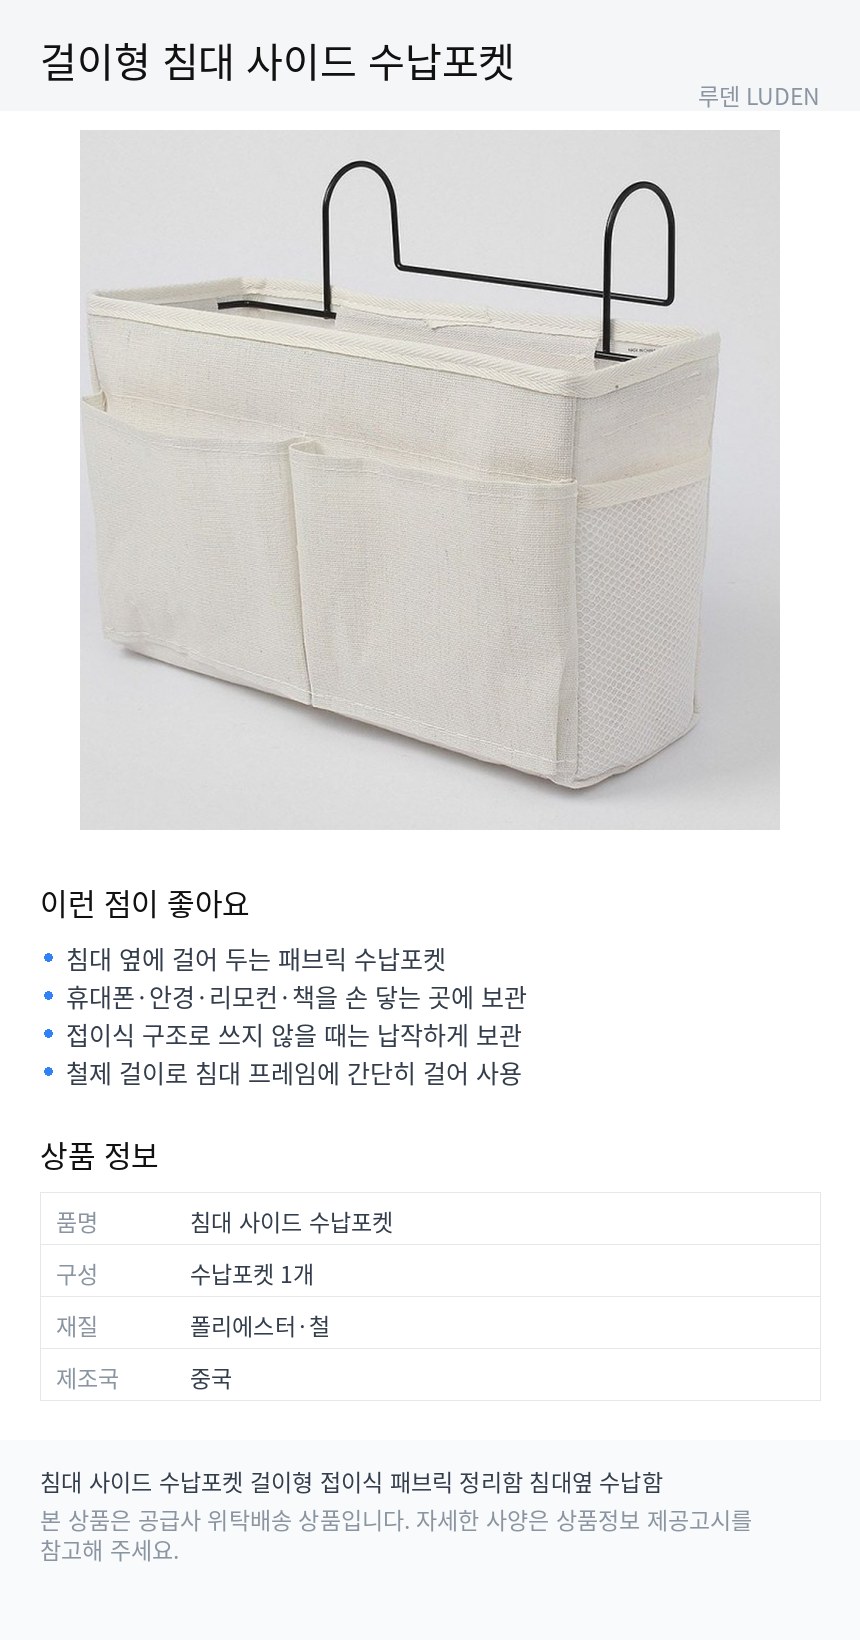 걸이형 침대 사이드 수납포켓
루덴 LUDEN
이런 점이 좋아요
침대 옆에 걸어 두는 패브릭 수납포켓
휴대폰·안경·리모컨·책을 손 닿는 곳에 보관
접이식 구조로 쓰지 않을 때는 납작하게 보관
철제 걸이로 침대 프레임에 간단히 걸어 사용
상품 정보
품명 침대 사이드 수납포켓
구성 수납포켓 1개
재질 폴리에스터·철
제조국 중국
침대 사이드 수납포켓 걸이형 접이식 패브릭 정리함 침대옆 수납함
본 상품은 공급사 위탁배송 상품입니다. 자세한 사양은 상품정보 제공고시를
참고해 주세요.